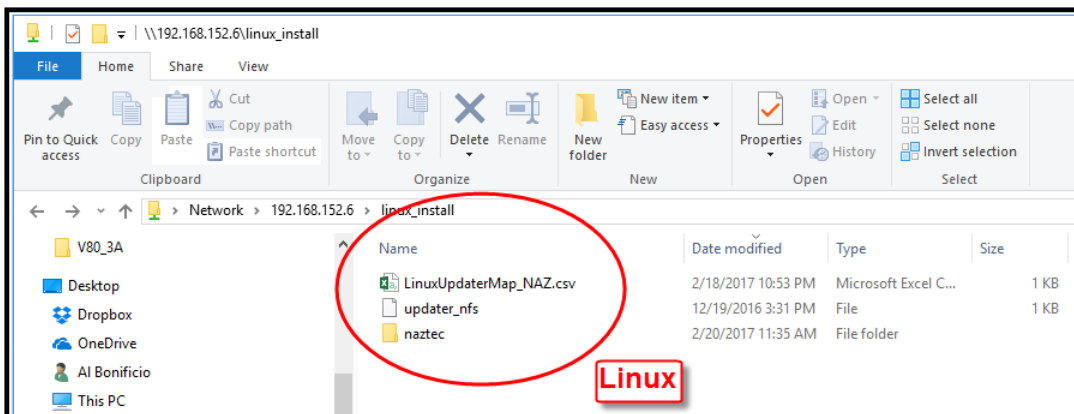 \\192.168.152.6\linux_install
File Home Share View
Pin to Quick access
Copy
Paste
Cut
Copy path
Paste shortcut
Clipboard
Move to
Copy to
Delete
Rename
Organize
New folder
New item
Easy access
New
Properties
Open
Edit
History
Open
Select all
Select none
Invert selection
Select
Network > 192.168.152.6 > linux_install
V80_3A
Desktop
Dropbox
OneDrive
Al Bonificio
This PC
Name Date modified Type Size
LinuxUpdaterMap_NAZ.csv 2/18/2017 10:53 PM Microsoft Excel C... 1 KB
updater_nfs 12/19/2016 3:31 PM File 1 KB
naztec 2/20/2017 11:35 AM File folder
Linux